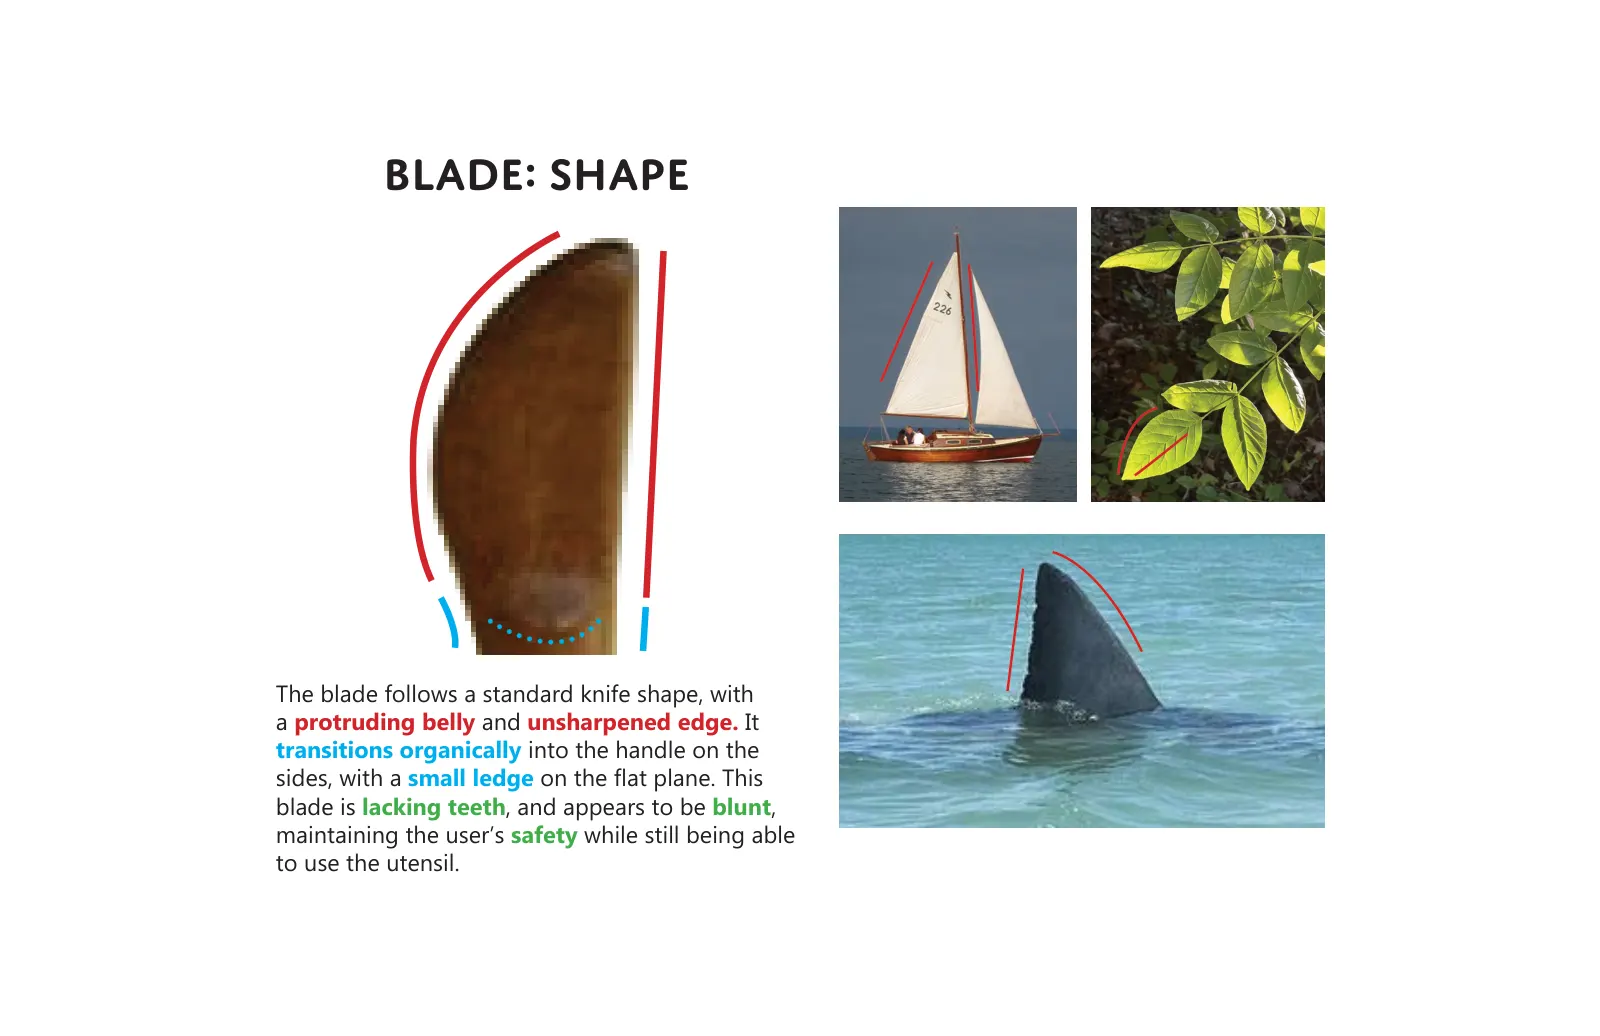 BLADE: SHAPE
226
The blade follows a standard knife shape, with
a protruding belly and unsharpened edge. It
transitions organically into the handle on the
sides, with a small ledge on the flat plane. This
blade is lacking teeth, and appears to be blunt,
maintaining the user’s safety while still being able
to use the utensil.